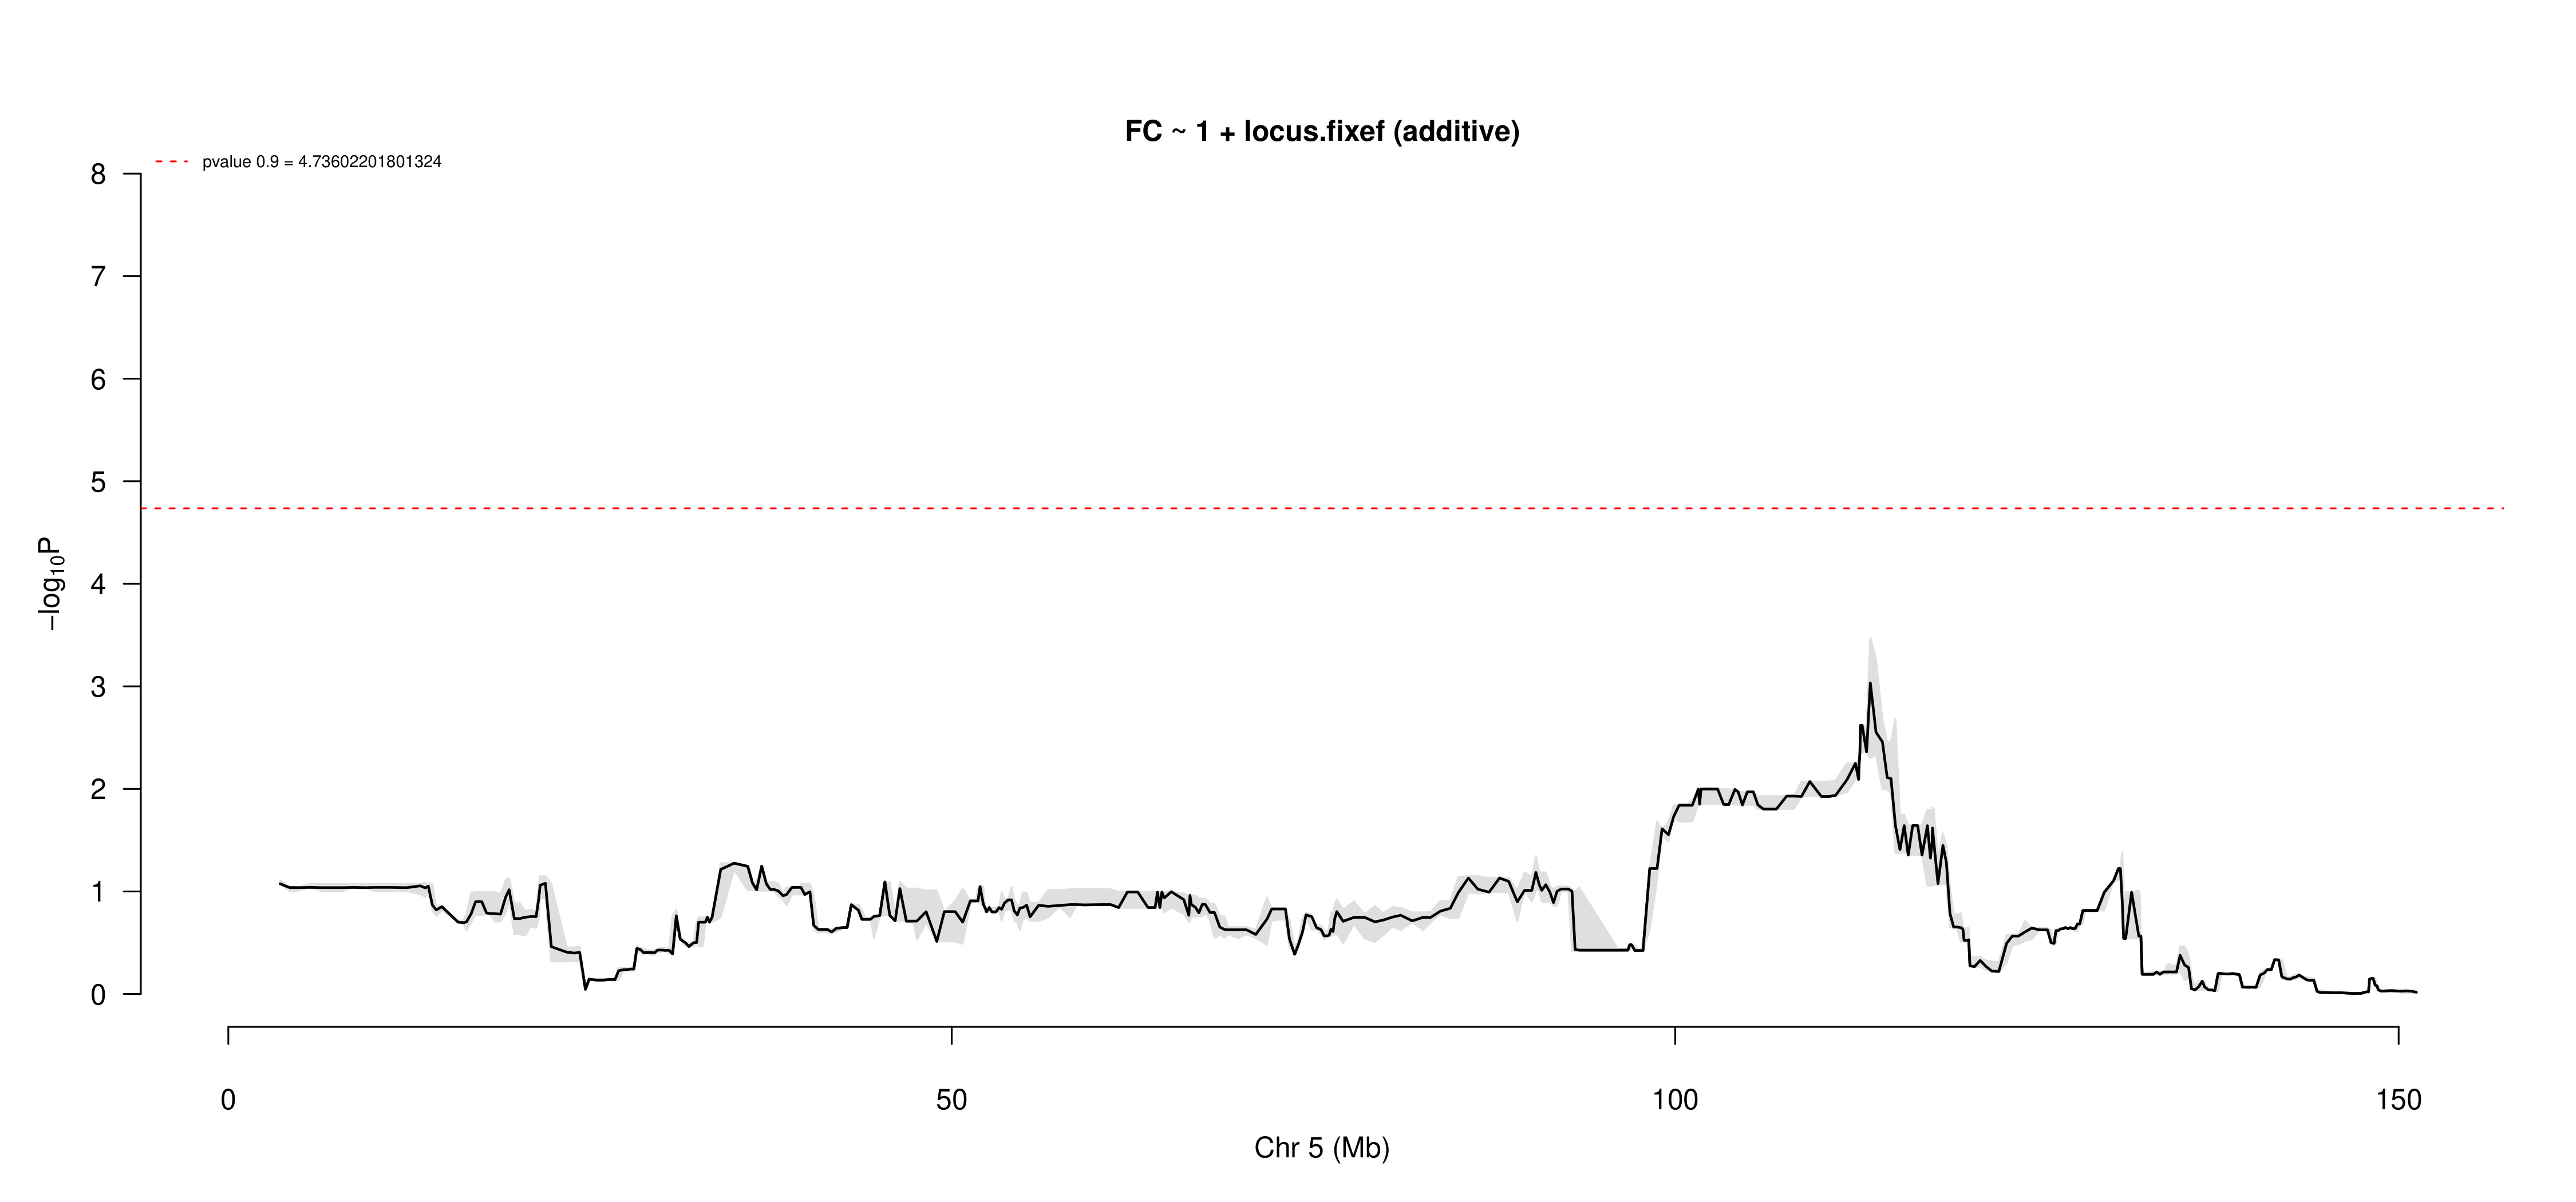 FC ~ 1 + locus.fixef (additive)
pvalue 0.9 = 4.73602201801324
8
7
6
5
4
3
2
1
0
−log10P
0 50 100 150
Chr 5 (Mb)